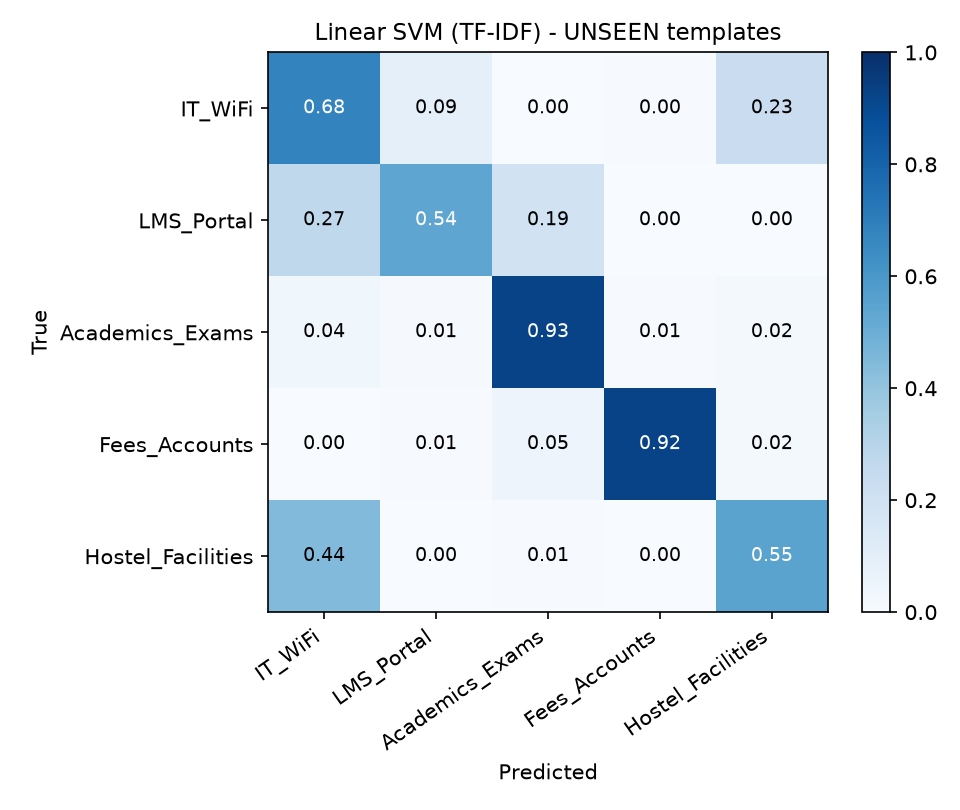 Linear SVM (TF-IDF) - UNSEEN templates
True
IT_WiFi 0.68 0.09 0.00 0.00 0.23
LMS_Portal 0.27 0.54 0.19 0.00 0.00
Academics_Exams 0.04 0.01 0.93 0.01 0.02
Fees_Accounts 0.00 0.01 0.05 0.92 0.02
Hostel_Facilities 0.44 0.00 0.01 0.00 0.55
IT_WiFi LMS_Portal Academics_Exams Fees_Accounts Hostel_Facilities
Predicted
1.0
0.8
0.6
0.4
0.2
0.0